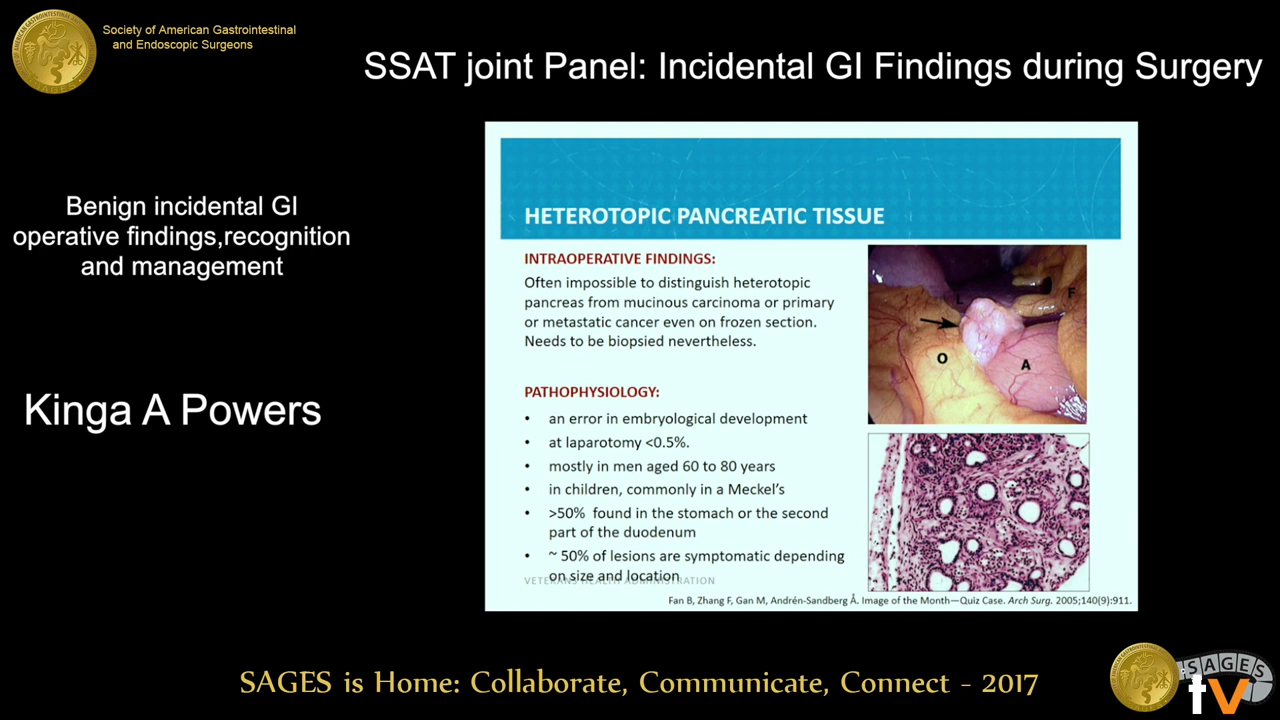 Society of American Gastrointestinal
and Endoscopic Surgeons
SSAT joint Panel: Incidental GI Findings during Surgery
Benign incidental GI
operative findings,recognition
and management
Kinga A Powers
HETEROTOPIC PANCREATIC TISSUE
INTRAOPERATIVE FINDINGS:
Often impossible to distinguish heterotopic
pancreas from mucinous carcinoma or primary
or metastatic cancer even on frozen section.
Needs to be biopsied nevertheless.
PATHOPHYSIOLOGY:
• an error in embryological development
• at laparotomy <0.5%.
• mostly in men aged 60 to 80 years
• in children, commonly in a Meckel's
• >50% found in the stomach or the second
part of the duodenum
• ~ 50% of lesions are symptomatic depending
on size and location
VETERANS HEALTH ADMINISTRATION
L
F
O
A
Fan B, Zhang F, Gan M, Andrén-Sandberg Å. Image of the Month—Quiz Case. Arch Surg. 2005;140(9):911.
SAGES is Home: Collaborate, Communicate, Connect - 2017
SAGES
tv